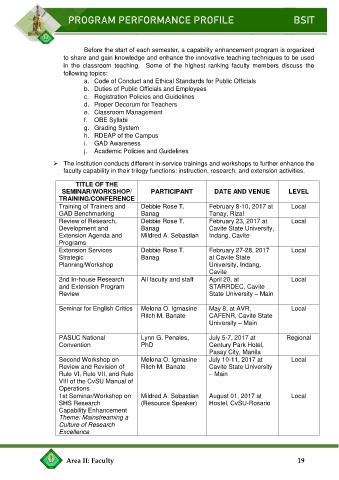 PROGRAM PERFORMANCE PROFILE BSIT
Before the start of each semester, a capability enhancement program is organized
to share and gain knowledge and enhance the innovative teaching techniques to be used
in the classroom teaching. Some of the highest ranking faculty members discuss the
following topics:
a. Code of Conduct and Ethical Standards for Public Officials
b. Duties of Public Officials and Employees
c. Registration Policies and Guidelines
d. Proper Decorum for Teachers
e. Classroom Management
f. OBE Syllabi
g. Grading System
h. RDEAP of the Campus
i. GAD Awareness
j. Academic Policies and Guidelines
➢ The institution conducts different in-service trainings and workshops to further enhance the
faculty capability in their trilogy functions: instruction, research, and extension activities.
TITLE OF THE
SEMINAR/WORKSHOP/ PARTICIPANT DATE AND VENUE LEVEL
TRAINING/CONFERENCE
Training of Trainers and Debbie Rose T. February 8-10, 2017 at Local
GAD Benchmarking Banag Tanay, Rizal
Review of Research, Debbie Rose T. February 23, 2017 at Local
Development and Banag Cavite State University,
Extension Agenda and Mildred A. Sebastian Indang, Cavite
Programs
Extension Services Debbie Rose T. February 27-28, 2017 Local
Strategic Banag at Cavite State
Planning/Workshop University, Indang,
Cavite
2nd In-house Research All faculty and staff April 20, at Local
and Extension Program STARRDEC, Cavite
Review State University – Main
Seminar for English Critics Melona O. Igmasine May 8, at AVR, Local
Ritch M. Banate CAFENR, Cavite State
University – Main
PASUC National Lynn G. Penales, July 5-7, 2017 at Regional
Convention PhD Century Park Hotel,
Pasay City, Manila
Second Workshop on Melona O. Igmasine July 10-11, 2017 at Local
Review and Revision of Ritch M. Banate Cavite State University
Rule VI, Rule VII, and Rule – Main
VIII of the CvSU Manual of
Operations
1st Seminar/Workshop on Mildred A. Sebastian August 01, 2017 at Local
SHS Research (Resource Speaker) Hostel, CvSU-Rosario
Capability Enhancement
Theme: Mainstreaming a
Culture of Research
Excellence
Area II: Faculty 19